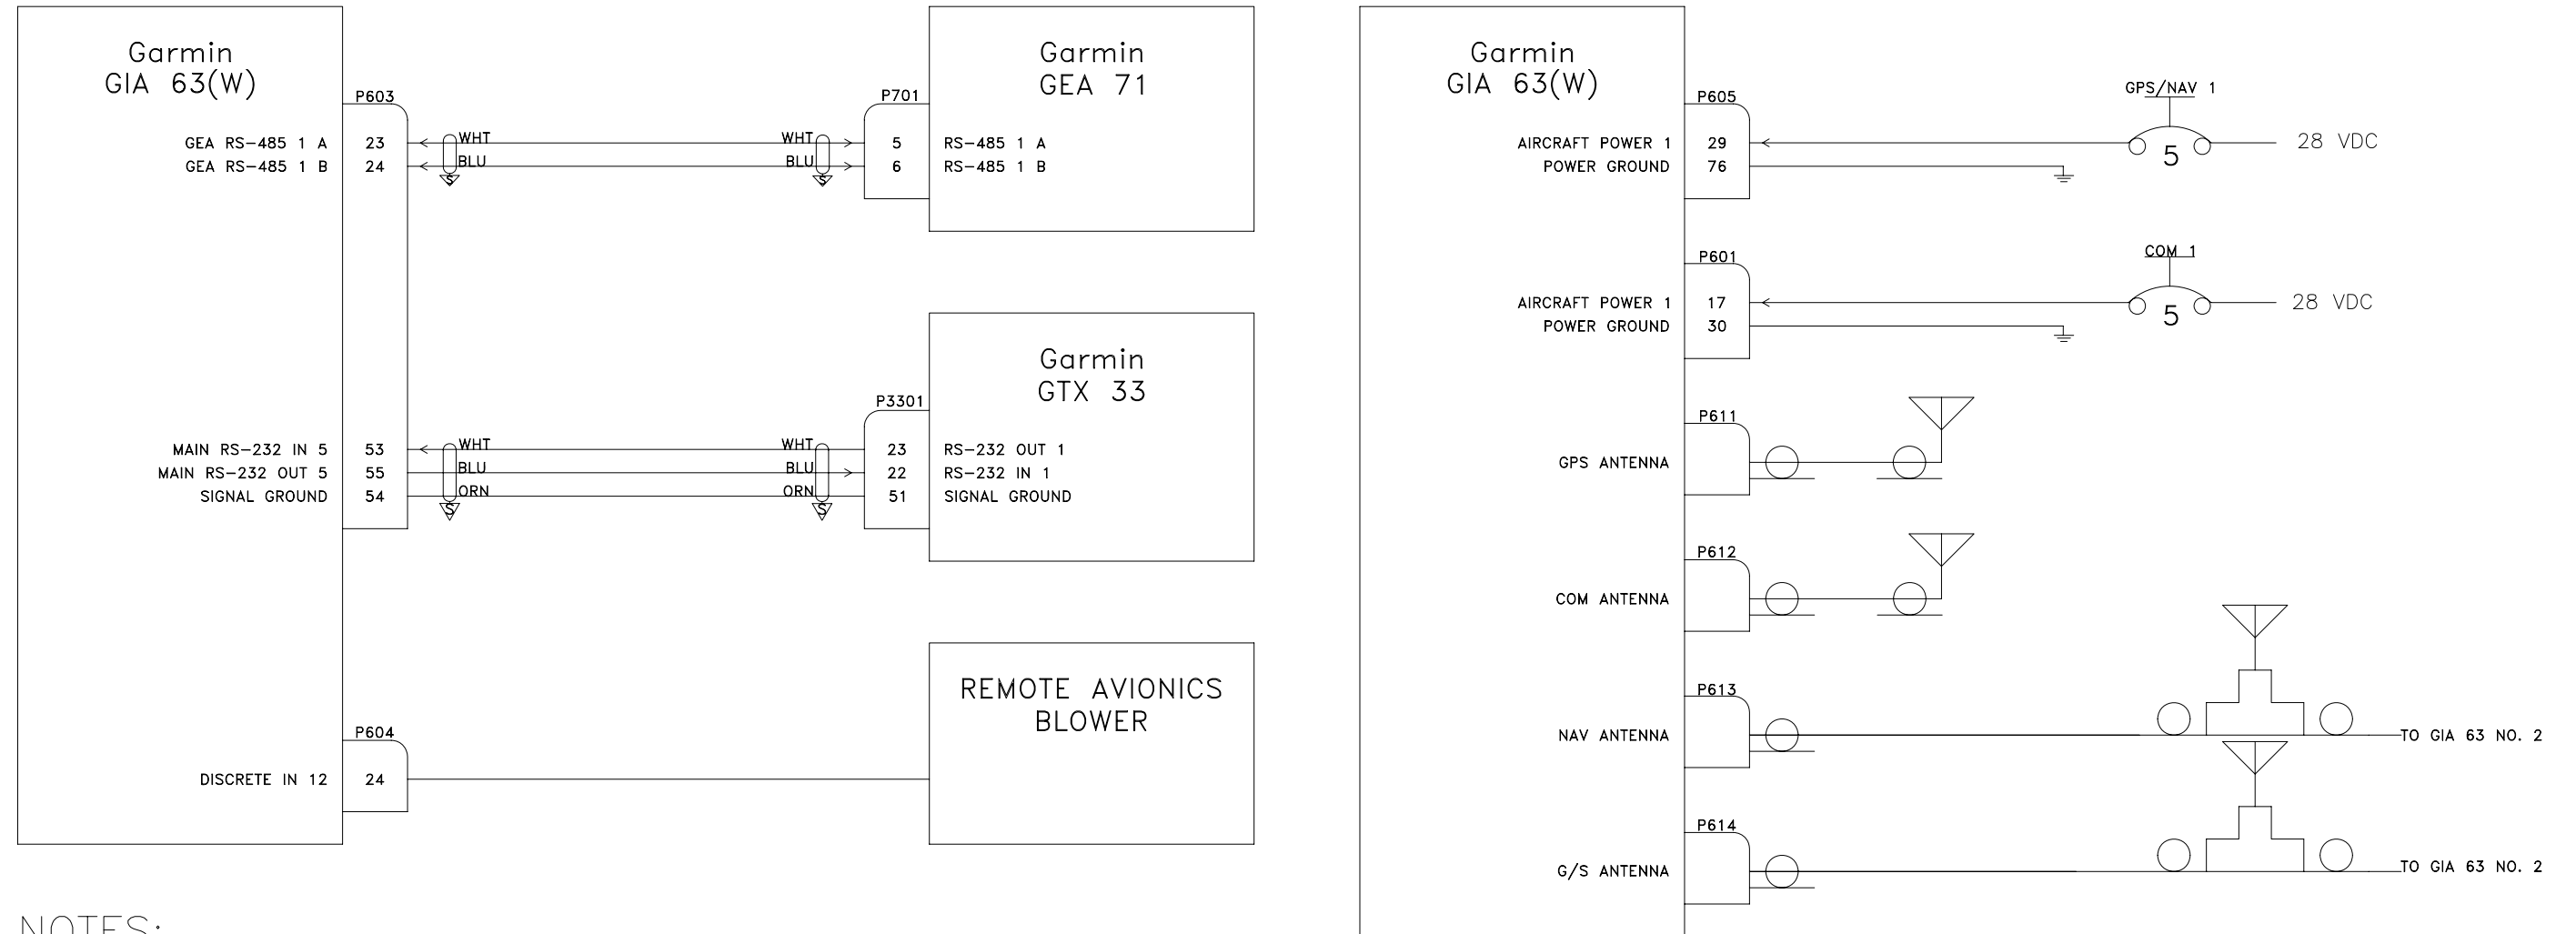 Garmin
GIA 63(W)
P603
GEA RS-485 1 A 23 WHT WHT 5 RS-485 1 A
GEA RS-485 1 B 24 BLU BLU 6 RS-485 1 B
S S
P701
Garmin
GEA 71
MAIN RS-232 IN 5 53 WHT WHT 23 RS-232 OUT 1
MAIN RS-232 OUT 5 55 BLU BLU 22 RS-232 IN 1
SIGNAL GROUND 54 ORN ORN 51 SIGNAL GROUND
S S
P3301
Garmin
GTX 33
P604
DISCRETE IN 12 24
REMOTE AVIONICS
BLOWER
NOTES:
Garmin
GIA 63(W)
P605
GPS/NAV 1
AIRCRAFT POWER 1 29 5 28 VDC
POWER GROUND 76
P601
COM 1
AIRCRAFT POWER 1 17 5 28 VDC
POWER GROUND 30
P611
GPS ANTENNA
P612
COM ANTENNA
P613
NAV ANTENNA TO GIA 63 NO. 2
P614
G/S ANTENNA TO GIA 63 NO. 2